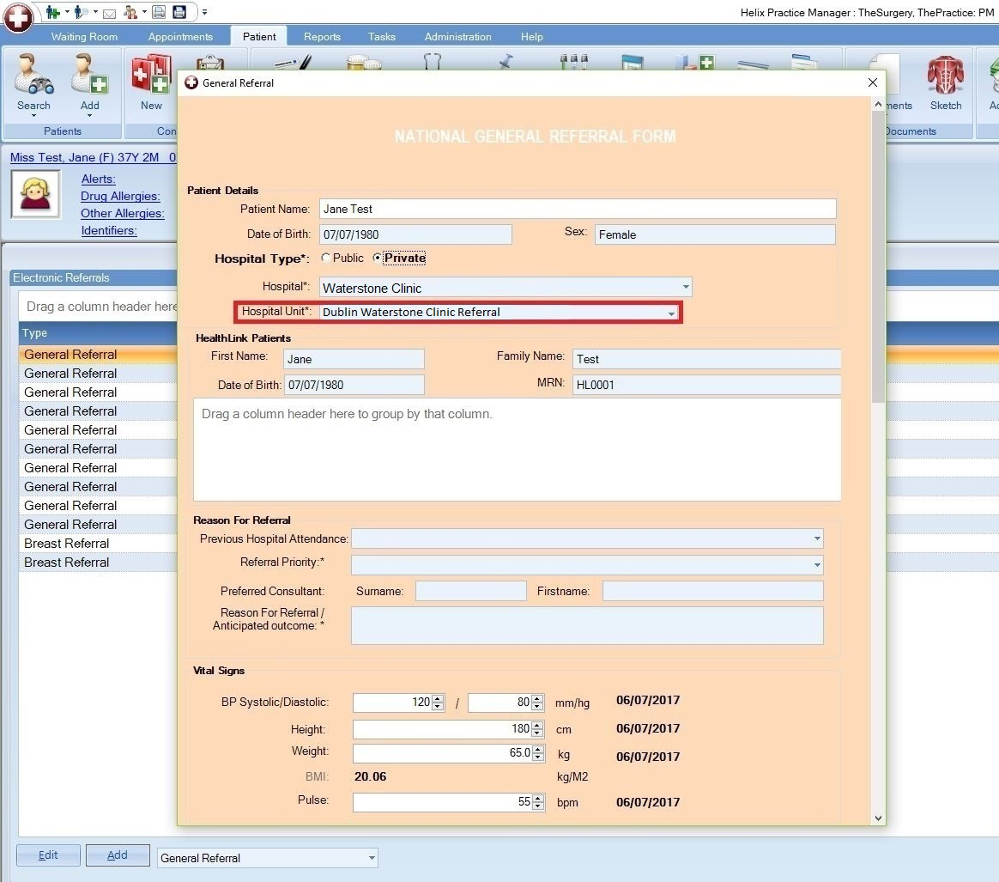 Helix Practice Manager : TheSurgery, ThePractice: PM
Waiting Room Appointments Patient Reports Tasks Administration Help
Search Add New Sketch
Patients Con Documents
General Referral
Miss Test, Jane (F) 37Y 2M 0
Alerts:
Drug Allergies:
Other Allergies:
Identifiers:
Electronic Referrals
Drag a column header here
Type
General Referral
General Referral
General Referral
General Referral
General Referral
General Referral
General Referral
General Referral
General Referral
General Referral
Breast Referral
Breast Referral
NATIONAL GENERAL REFERRAL FORM
Patient Details
Patient Name: Jane Test
Date of Birth: 07/07/1980 Sex: Female
Hospital Type*: Public Private
Hospital*: Waterstone Clinic
Hospital Unit*: Dublin Waterstone Clinic Referral
HealthLink Patients
First Name: Jane Family Name: Test
Date of Birth: 07/07/1980 MRN: HL0001
Drag a column header here to group by that column.
Reason For Referral
Previous Hospital Attendance:
Referral Priority:*
Preferred Consultant: Surname: Firstname:
Reason For Referral /
Anticipated outcome: *
Vital Signs
BP Systolic/Diastolic: 120 / 80 mm/hg 06/07/2017
Height: 180 cm 06/07/2017
Weight: 65.0 kg 06/07/2017
BMI: 20.06 kg/M2
Pulse: 55 bpm 06/07/2017
Edit Add General Referral